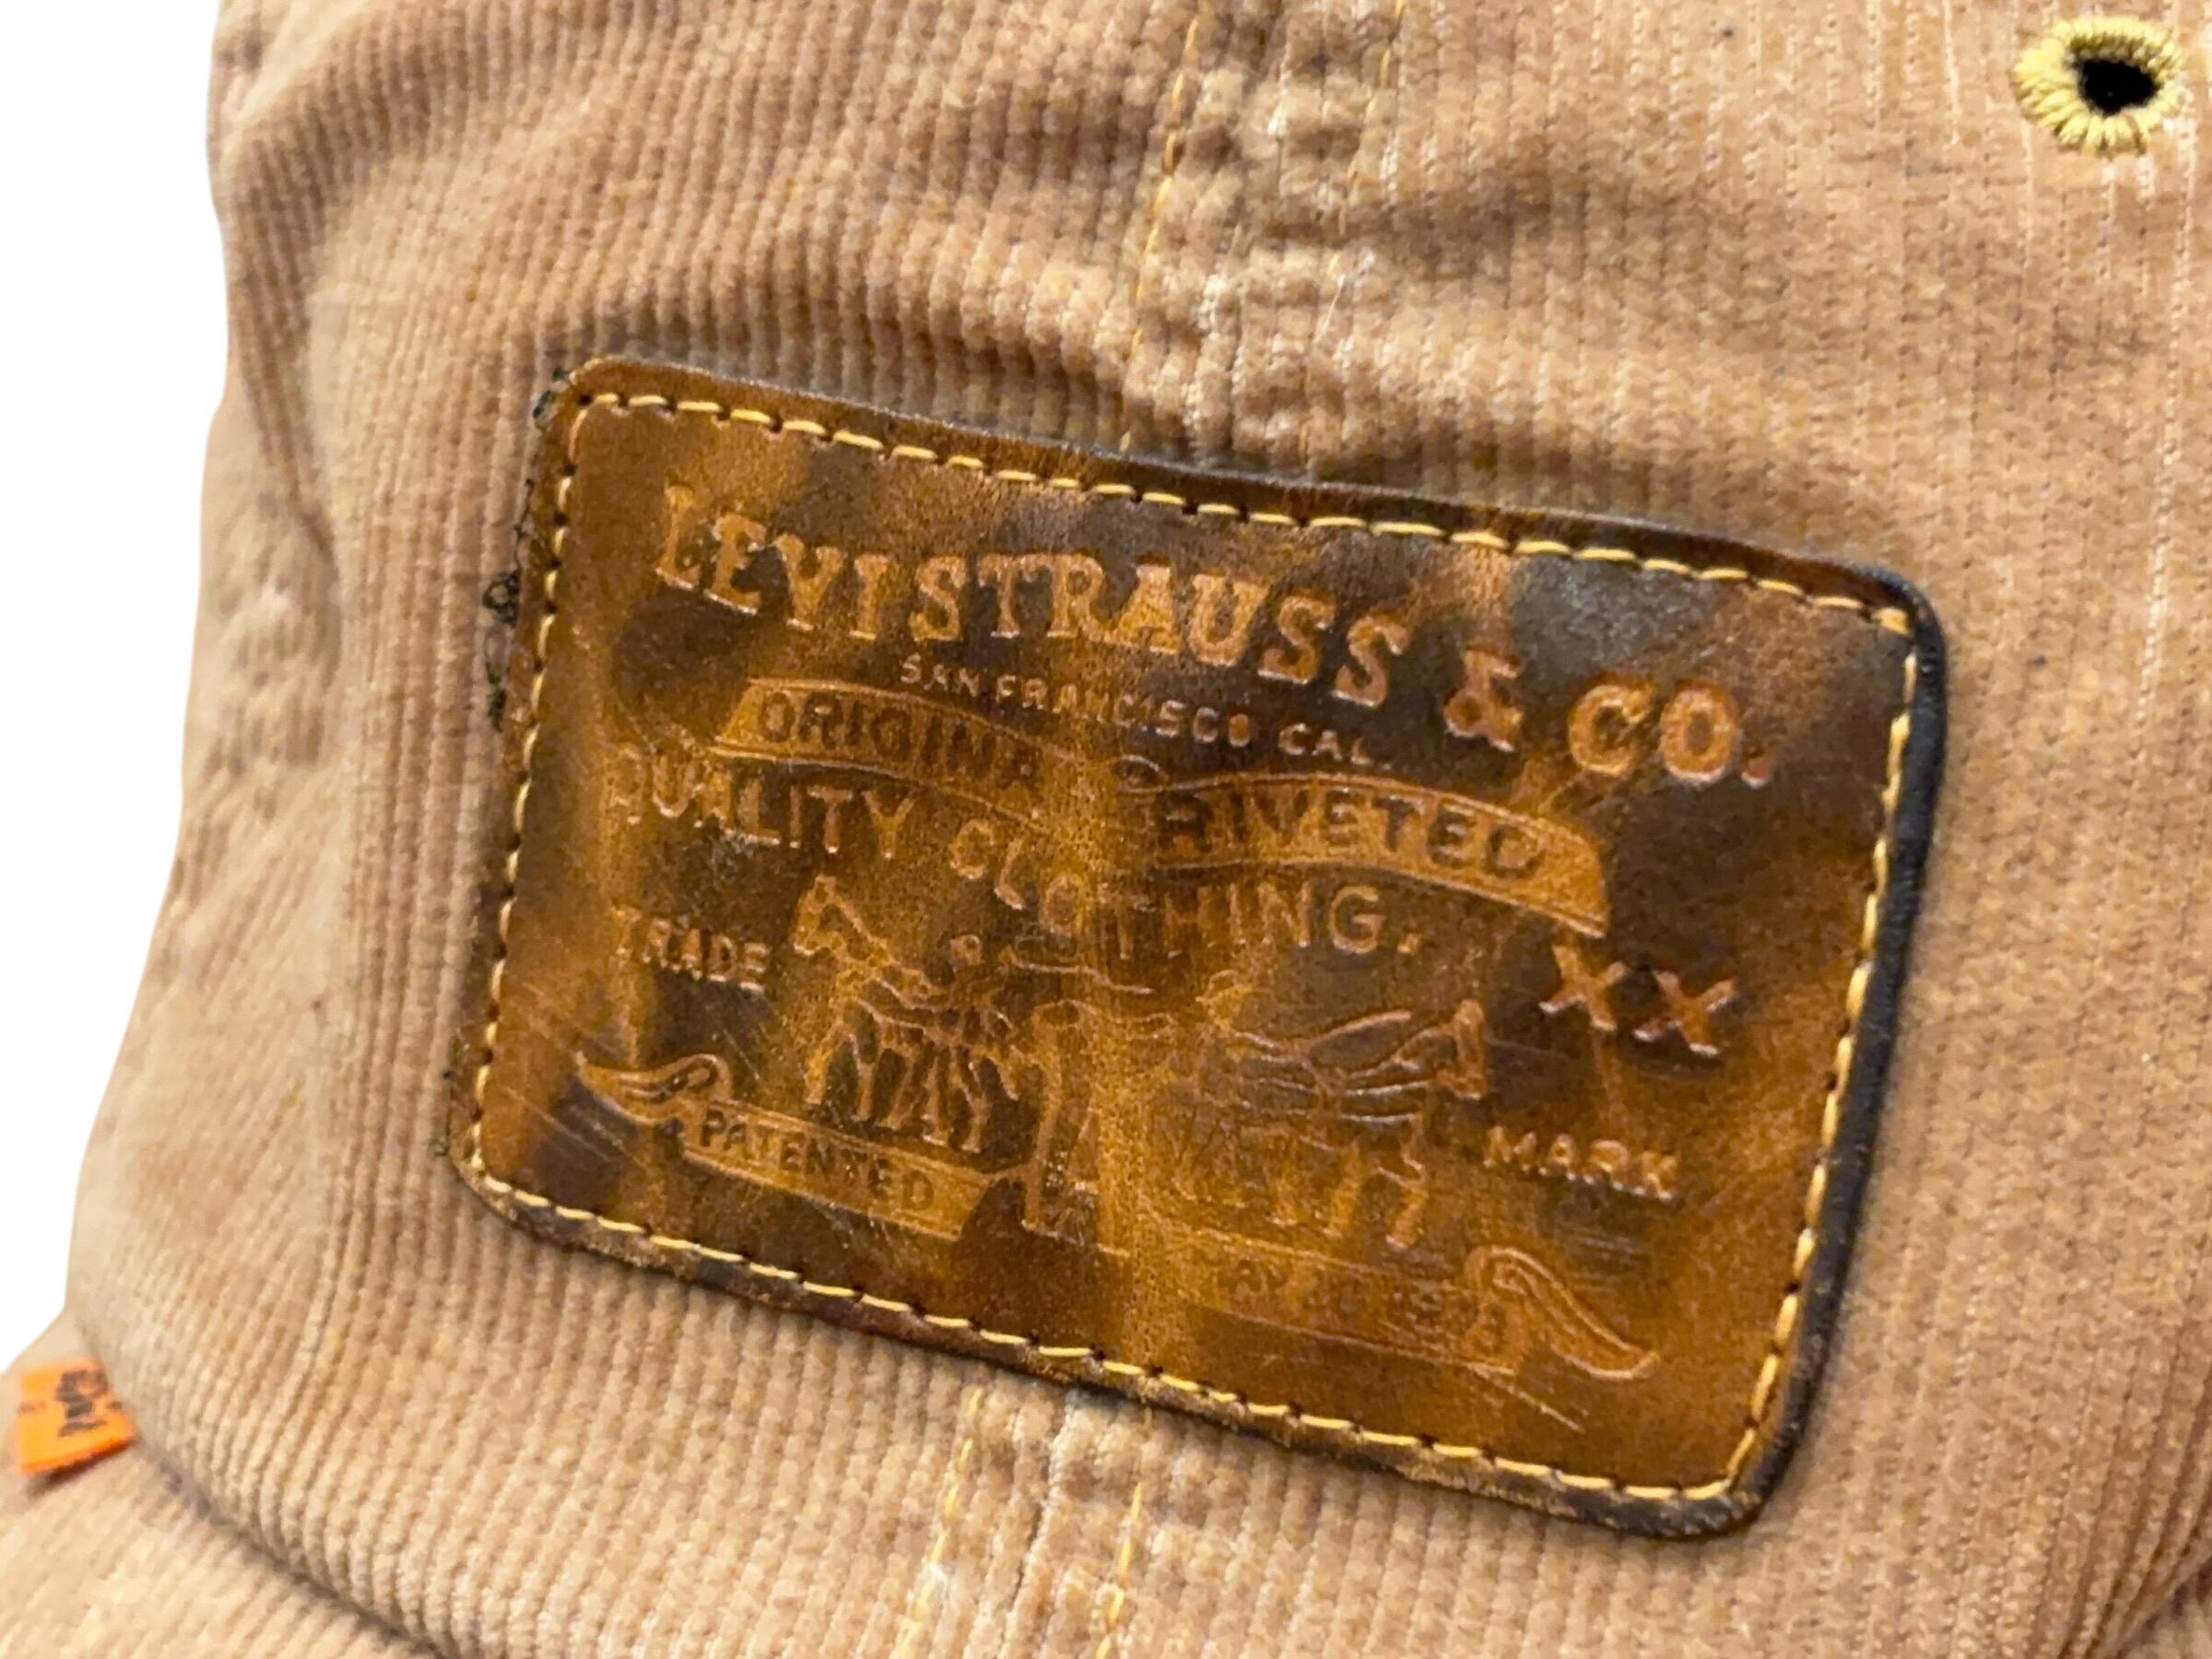 LEVI STRAUSS & CO.
SAN FRANCISCO CAL.
ORIGINAL RIVETED
QUALITY CLOTHING.
TRADE
XX
MARK
PATENTED